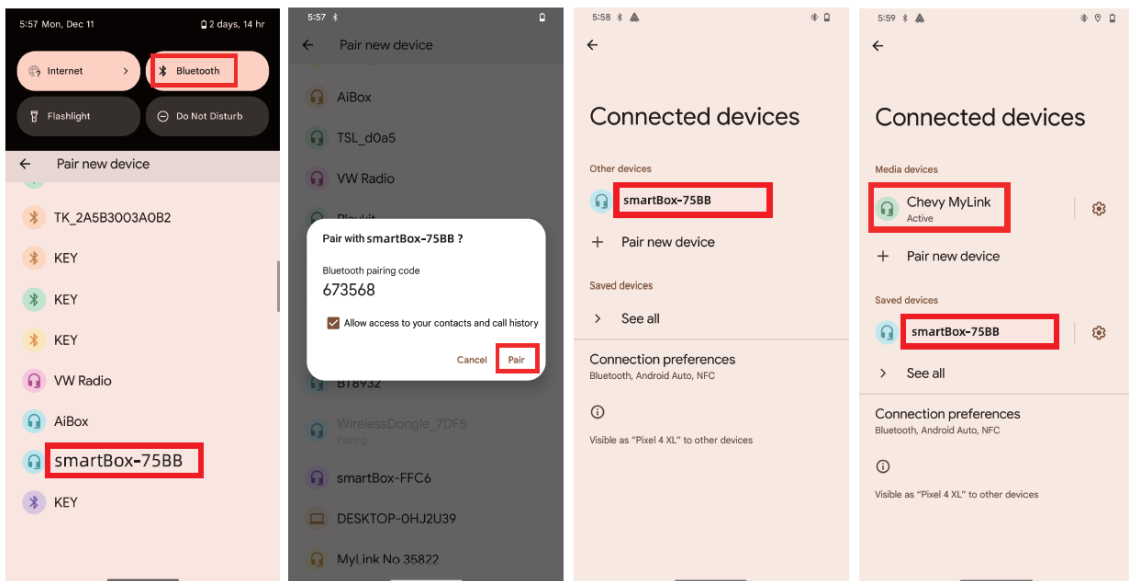 5:57 Mon, Dec 11
2 days, 14 hr
Internet
Bluetooth
Flashlight
Do Not Disturb
Pair new device
TK_2A5B3003A0B2
KEY
KEY
KEY
VW Radio
AiBox
smartBox-75BB
KEY
5:57
Pair new device
AiBox
TSL_d0a5
VW Radio
Playkit
Pair with smartBox-75BB ?
Bluetooth pairing code
673568
Allow access to your contacts and call history
Cancel
Pair
BT8932
WirelessDongle_7DF5
Pairing...
smartBox-FFC6
DESKTOP-0HJ2U39
MyLink No 35822
5:58
Connected devices
Other devices
smartBox-75BB
Pair new device
Saved devices
See all
Connection preferences
Bluetooth, Android Auto, NFC
Visible as "Pixel 4 XL" to other devices
5:59
Connected devices
Media devices
Chevy MyLink
Active
Pair new device
Saved devices
smartBox-75BB
See all
Connection preferences
Bluetooth, Android Auto, NFC
Visible as "Pixel 4 XL" to other devices